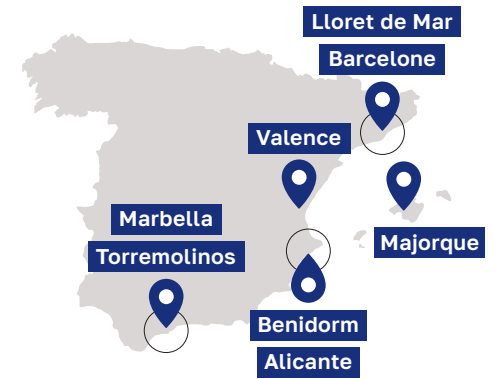 Lloret de Mar
Barcelone
Valence
Marbella
Torremolinos
Majorque
Benidorm
Alicante